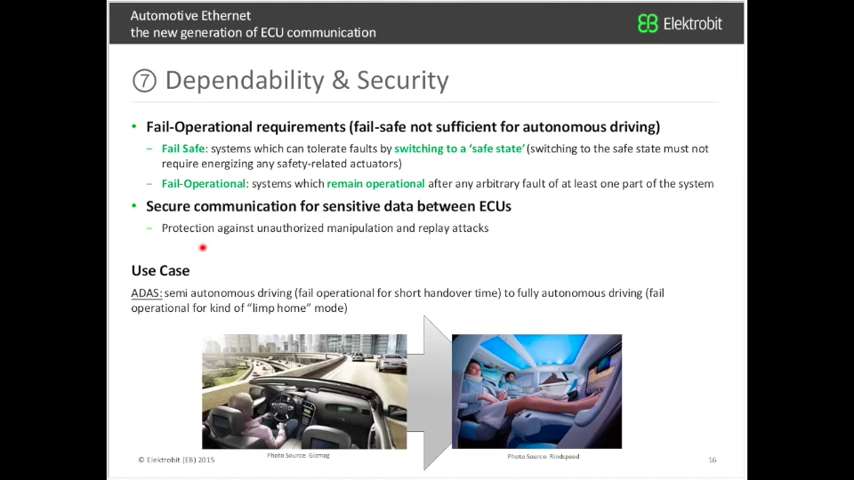 Automotive Ethernet
the new generation of ECU communication
EB Elektrobit
7 Dependability & Security
• Fail-Operational requirements (fail-safe not sufficient for autonomous driving)
– Fail Safe: systems which can tolerate faults by switching to a 'safe state' (switching to the safe state must not
require energizing any safety-related actuators)
– Fail-Operational: systems which remain operational after any arbitrary fault of at least one part of the system
• Secure communication for sensitive data between ECUs
– Protection against unauthorized manipulation and replay attacks
Use Case
ADAS: semi autonomous driving (fail operational for short handover time) to fully autonomous driving (fail
operational for kind of "limp home" mode)
Photo Source: Gizmag
Photo Source: Rindspeed
© Elektrobit (EB) 2015
16